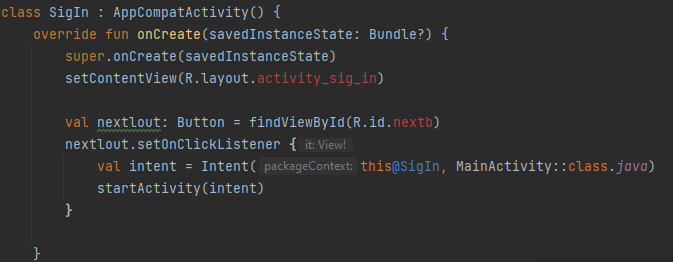 class SigIn : AppCompatActivity() {
override fun onCreate(savedInstanceState: Bundle?) {
super.onCreate(savedInstanceState)
setContentView(R.layout.activity_sig_in)
val nextlout: Button = findViewById(R.id.nextb)
nextlout.setOnClickListener { it: View!
val intent = Intent( packageContext: this@SigIn, MainActivity::class.java)
startActivity(intent)
}
}